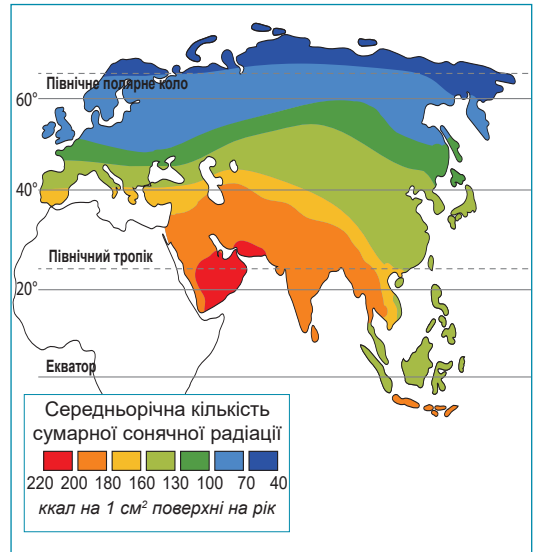 Північне полярне коло
60°
40°
Північний тропік
20°
Екватор
Середньорічна кількість
сумарної сонячної радіації
220 200 180 160 130 100 70 40
ккал на 1 см² поверхні на рік